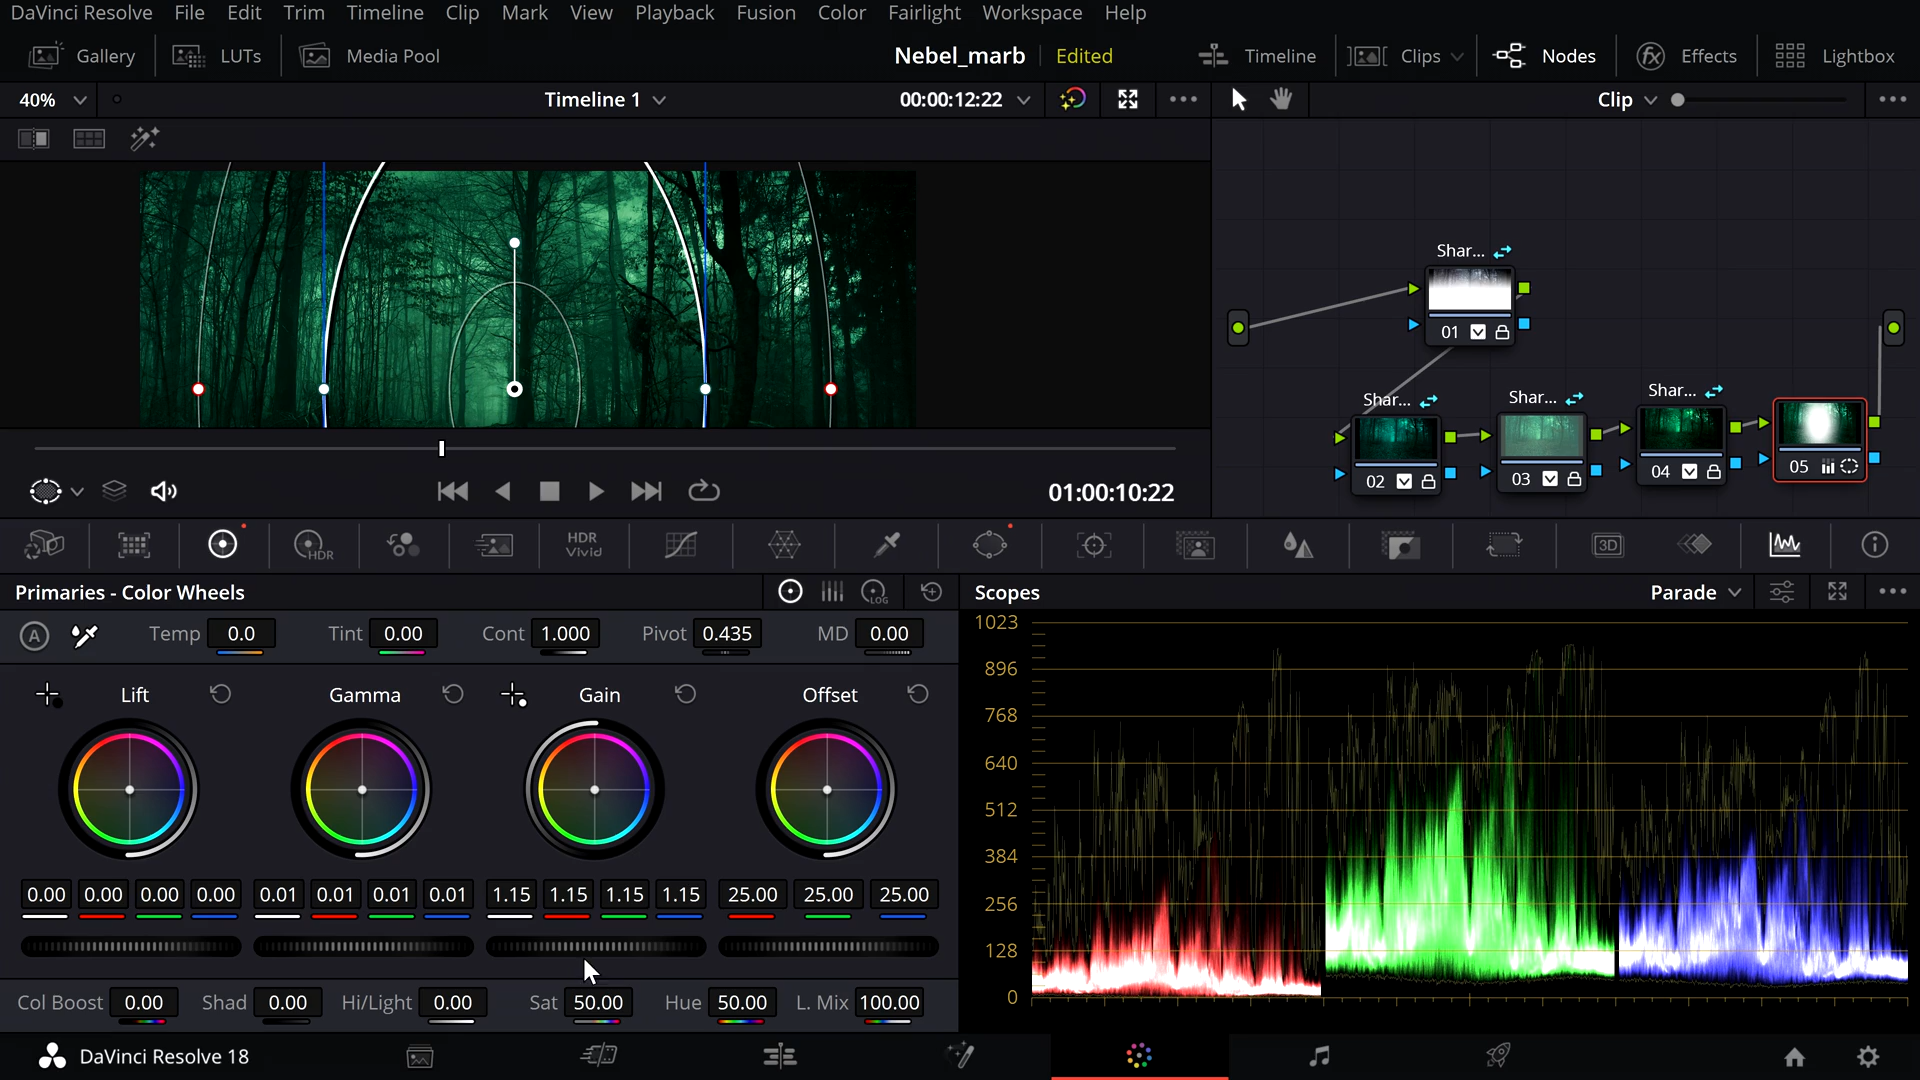 DaVinci Resolve File Edit Trim Timeline Clip Mark View Playback Fusion Color Fairlight Workspace Help
Gallery LUTs Media Pool Nebel_marb Edited Timeline Clips Nodes Effects Lightbox
40% Timeline 1 00:00:12:22 Clip
Shar...
01
Shar... Shar... Shar...
02 03 04 05
01:00:10:22
HDR HDR Vivid 3D
Primaries - Color Wheels LOG Scopes Parade
A Temp 0.0 Tint 0.00 Cont 1.000 Pivot 0.435 MD 0.00
Lift Gamma Gain Offset
0.00 0.00 0.00 0.00 0.01 0.01 0.01 0.01 1.15 1.15 1.15 1.15 25.00 25.00 25.00
Col Boost 0.00 Shad 0.00 Hi/Light 0.00 Sat 50.00 Hue 50.00 L. Mix 100.00
1023
896
768
640
512
384
256
128
0
DaVinci Resolve 18